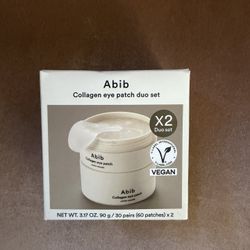 Abib
Collagen eye patch duo set
X2
Duo set
V
VEGAN
Abib
Collagen eye patch
NET WT. 3.17 OZ. 90 g / 30 pairs (60 patches) x 2